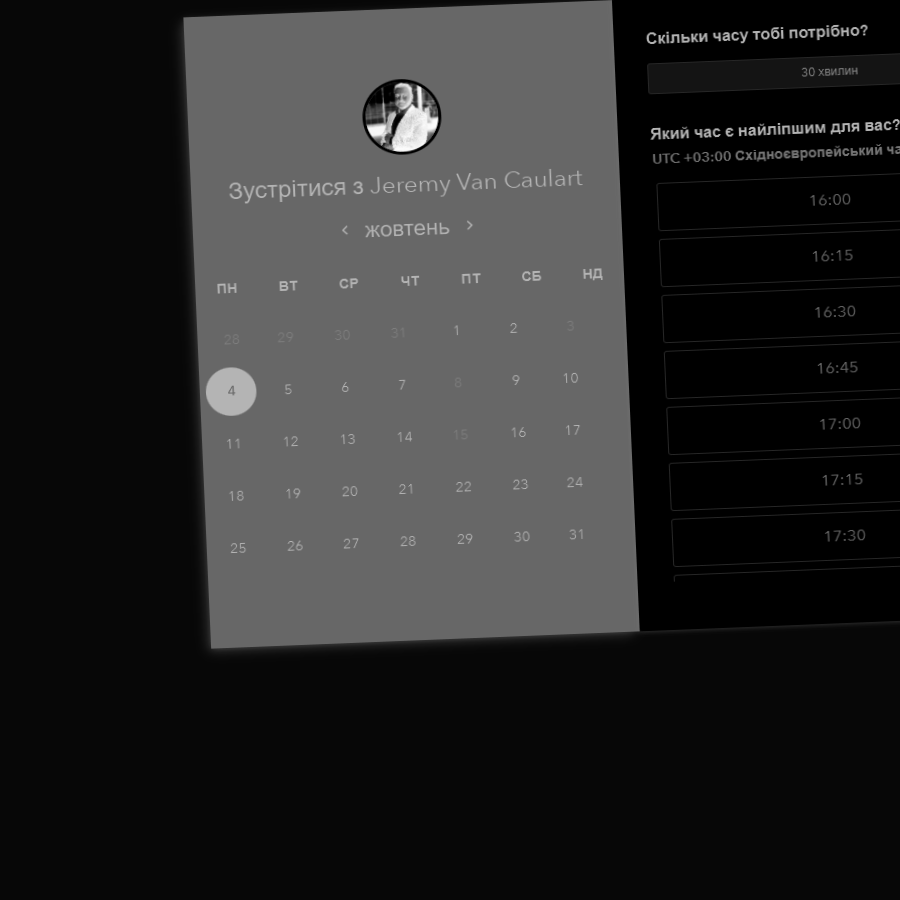 Зустрітися з Jeremy Van Caulart
жовтень
ПН ВТ СР ЧТ ПТ СБ НД
28 29 30 31 1 2 3
4 5 6 7 8 9 10
11 12 13 14 15 16 17
18 19 20 21 22 23 24
25 26 27 28 29 30 31
Скільки часу тобі потрібно?
30 хвилин
Який час є найліпшим для вас?
UTC +03:00 Східноєвропейський
16:00
16:15
16:30
16:45
17:00
17:15
17:30